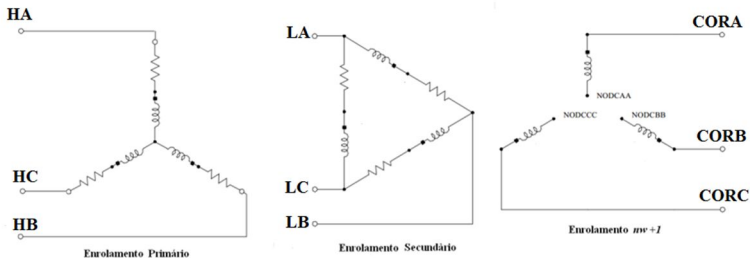 HA
HC
HB
Enrolamento Primário
LA
LC
LB
Enrolamento Secundário
CORA
NODCAA
NODCCC
NODCBB
CORB
CORC
Enrolamento nw+1